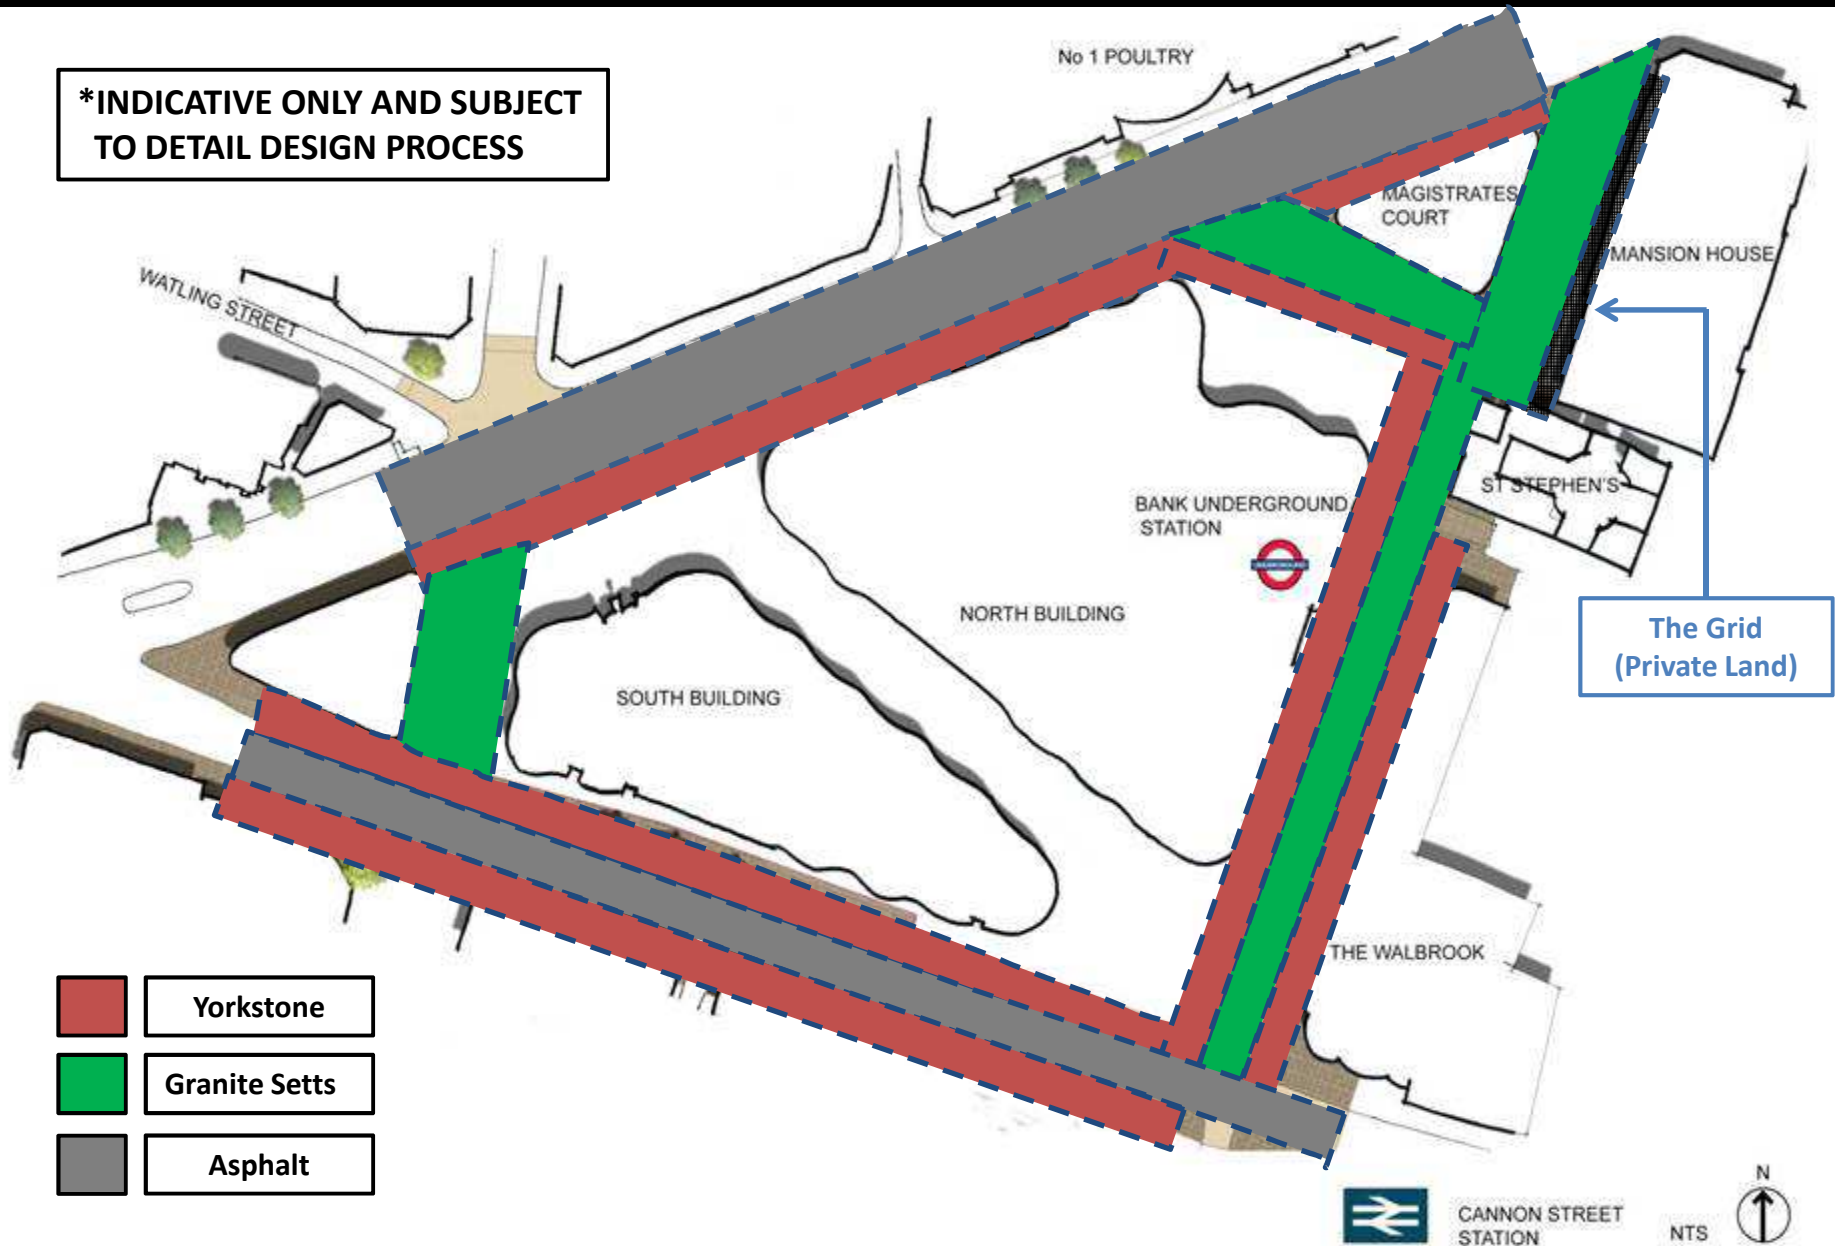 *INDICATIVE ONLY AND SUBJECT
TO DETAIL DESIGN PROCESS
No 1 POULTRY
WATLING STREET
MAGISTRATES
COURT
MANSION HOUSE
BANK UNDERGROUND
STATION
ST STEPHEN'S
NORTH BUILDING
The Grid
(Private Land)
SOUTH BUILDING
THE WALBROOK
Yorkstone
Granite Setts
Asphalt
CANNON STREET
STATION
NTS
N